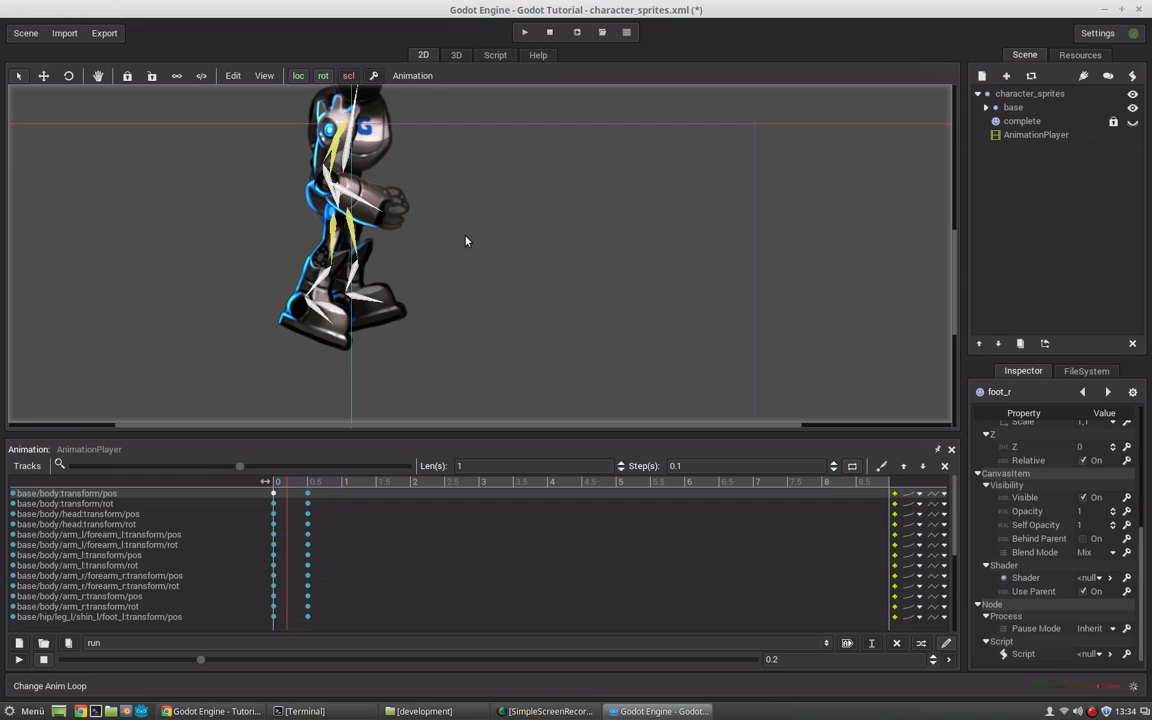 Godot Engine - Godot Tutorial - character_sprites.xml (*)
Scene Import Export Settings
2D 3D Script Help
Scene Resources
Edit View loc rot scl Animation
character_sprites
base
complete
AnimationPlayer
G
Inspector FileSystem
foot_r
Property Value
Scale 1,1
Z
Z 0
Relative On
CanvasItem
Visibility
Visible On
Opacity 1
Self Opacity 1
Behind Parent On
Blend Mode Mix
Shader
Shader <null>
Use Parent On
Node
Process
Pause Mode Inherit
Script
Script <null>
Animation: AnimationPlayer
Tracks Len(s): 1 Step(s): 0.1
0 0.5 1 1.5 2 2.5 3 3.5 4 4.5 5 5.5 6 6.5 7 7.5 8 8.5
base/body:transform/pos
base/body:transform/rot
base/body/head:transform/pos
base/body/head:transform/rot
base/body/arm_l/forearm_l:transform/pos
base/body/arm_l/forearm_l:transform/rot
base/body/arm_l:transform/pos
base/body/arm_l:transform/rot
base/body/arm_r/forearm_r:transform/pos
base/body/arm_r/forearm_r:transform/rot
base/body/arm_r:transform/pos
base/body/arm_r:transform/rot
base/hip/leg_l/shin_l/foot_l:transform/pos
run
0.2
Change Anim Loop
Menü Godot Engine - Tutori... [Terminal] [development] [SimpleScreenRecor... Godot Engine - Godot... 13:34